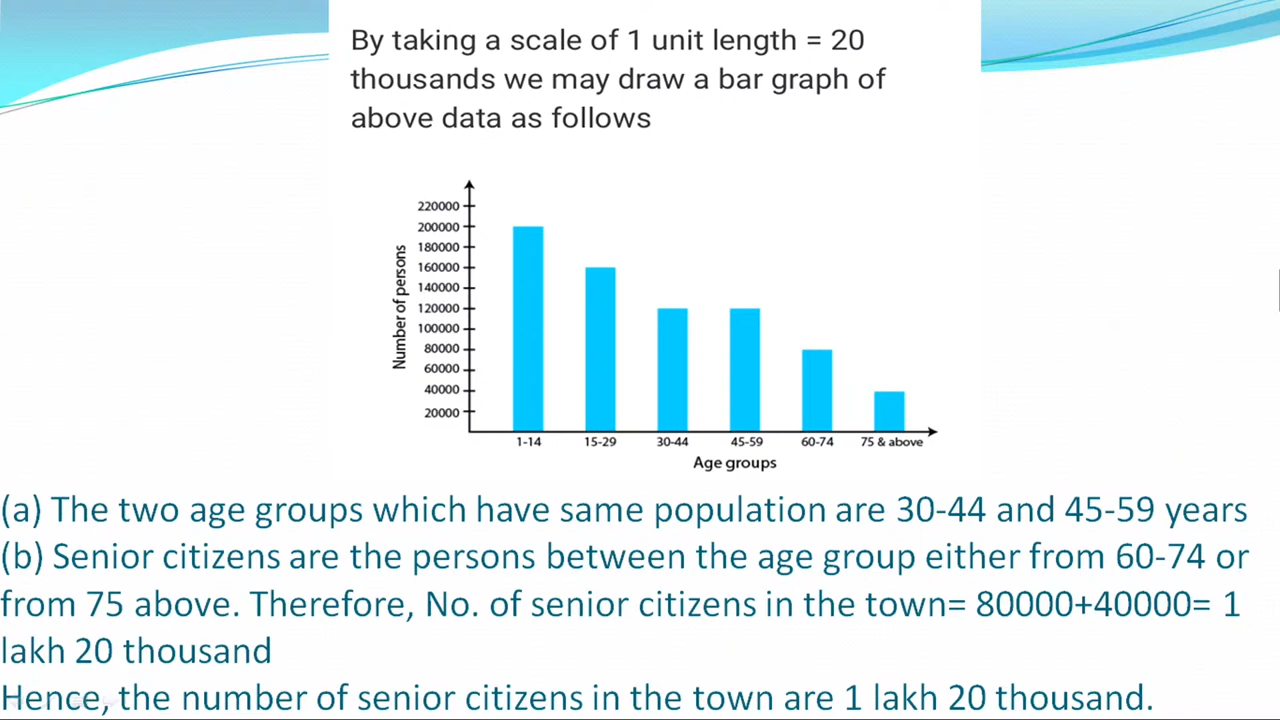 By taking a scale of 1 unit length = 20
thousands we may draw a bar graph of
above data as follows
220000
200000
180000
160000
140000
120000
100000
80000
60000
40000
20000
Number of persons
1-14 15-29 30-44 45-59 60-74 75 & above
Age groups
(a) The two age groups which have same population are 30-44 and 45-59 years
(b) Senior citizens are the persons between the age group either from 60-74 or
from 75 above. Therefore, No. of senior citizens in the town= 80000+40000= 1
lakh 20 thousand
Hence, the number of senior citizens in the town are 1 lakh 20 thousand.